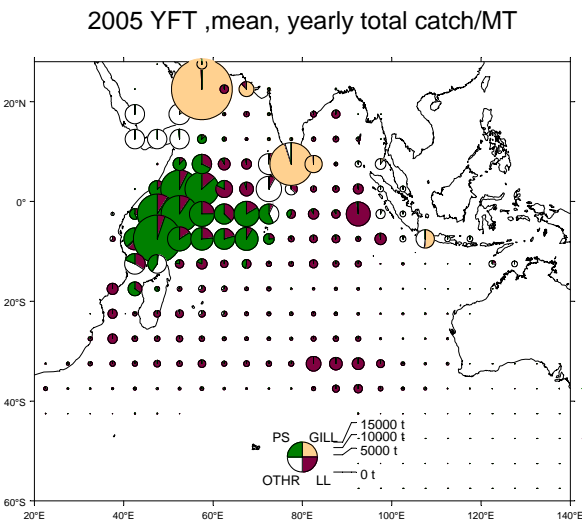 2005 YFT ,mean, yearly total catch/MT
20°N
0°
20°S
40°S
60°S
PS GILL
OTHR LL
15000 t
10000 t
5000 t
0 t
20°E 40°E 60°E 80°E 100°E 120°E 140°E